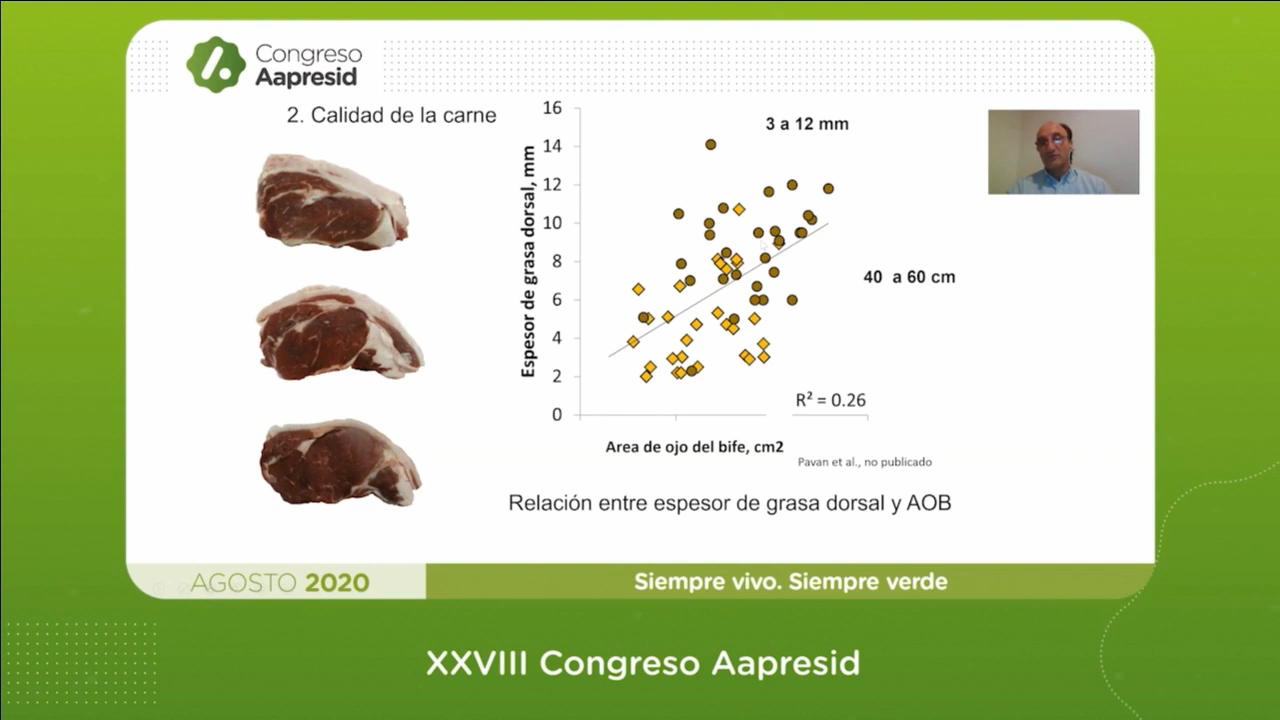 Congreso
Aapresid
2. Calidad de la carne
16
14
12
10
8
6
4
2
0
Espesor de grasa dorsal, mm
3 a 12 mm
40 a 60 cm
R² = 0.26
Area de ojo del bife, cm2
Pavan et al., no publicado
Relación entre espesor de grasa dorsal y AOB
AGOSTO 2020
Siempre vivo. Siempre verde
XXVIII Congreso Aapresid